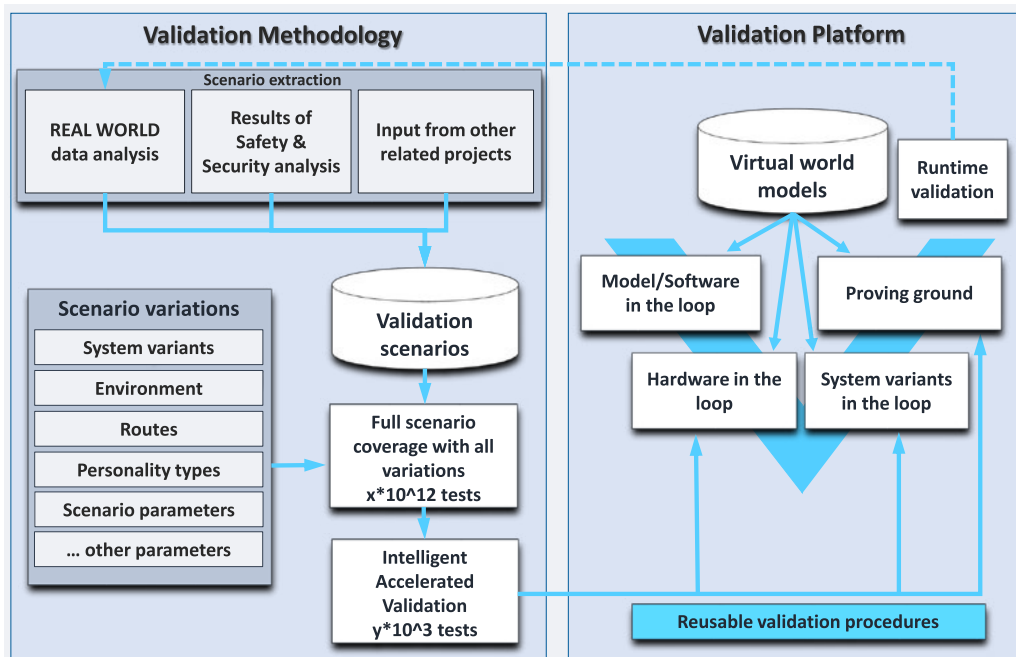 Validation Methodology
Scenario extraction
REAL WORLD
data analysis
Results of
Safety &
Security analysis
Input from other
related projects
Scenario variations
System variants
Environment
Routes
Personality types
Scenario parameters
... other parameters
Validation
scenarios
Full scenario
coverage with all
variations
x*10^12 tests
Intelligent
Accelerated
Validation
y*10^3 tests
Validation Platform
Virtual world
models
Runtime
validation
Model/Software
in the loop
Proving ground
Hardware in the
loop
System variants
in the loop
Reusable validation procedures